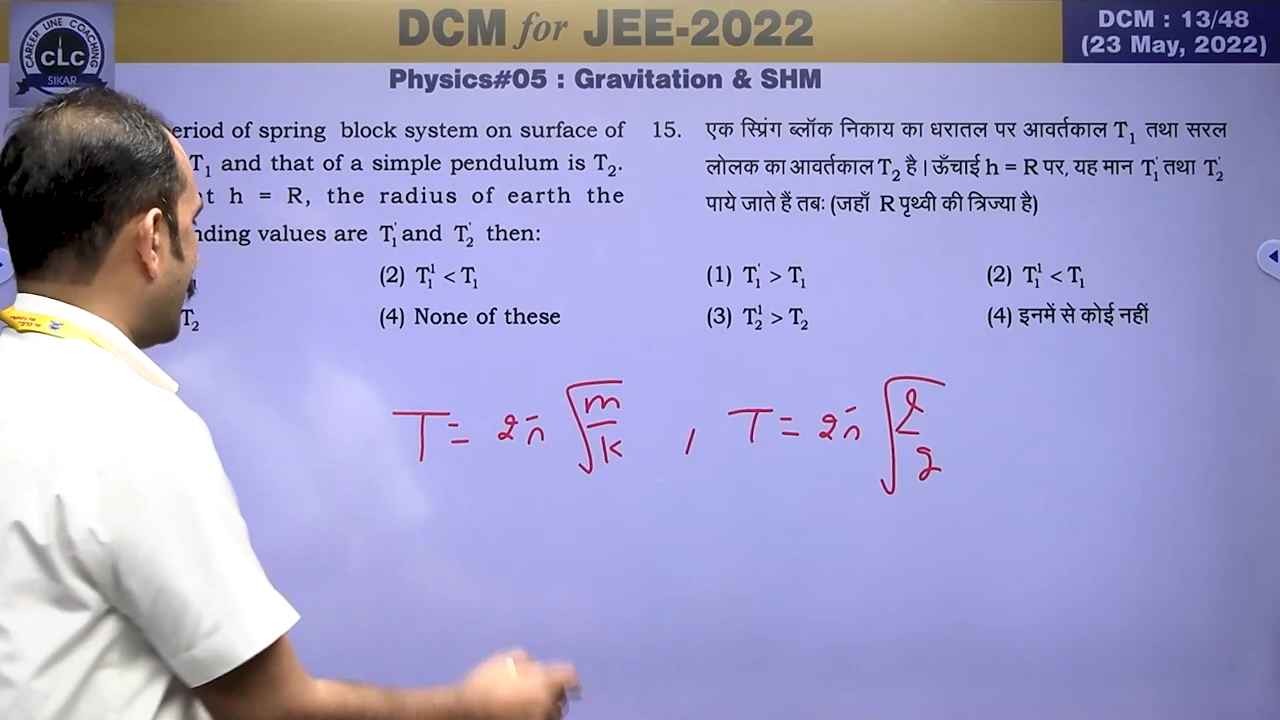 DCM for JEE-2022
DCM : 13/48
(23 May, 2022)
CAREER LINE COACHING
CLC
SIKAR
Physics#05 : Gravitation & SHM
eriod of spring block system on surface of
T₁ and that of a simple pendulum is T₂.
t h = R, the radius of earth the
nding values are T₁' and T₂' then:
(2) T₁¹ < T₁
T₂
(4) None of these
15. एक स्प्रिंग ब्लॉक निकाय का धरातल पर आवर्तकाल T₁ तथा सरल
लोलक का आवर्तकाल T₂ है। ऊँचाई h = R पर, यह मान T₁' तथा T₂'
पाये जाते हैं तबः (जहाँ R पृथ्वी की त्रिज्या है)
(1) T₁' > T₁
(2) T₁¹ < T₁
(3) T₂¹ > T₂
(4) इनमें से कोई नहीं
T = 2π √(m/k) , T = 2π √(l/g)